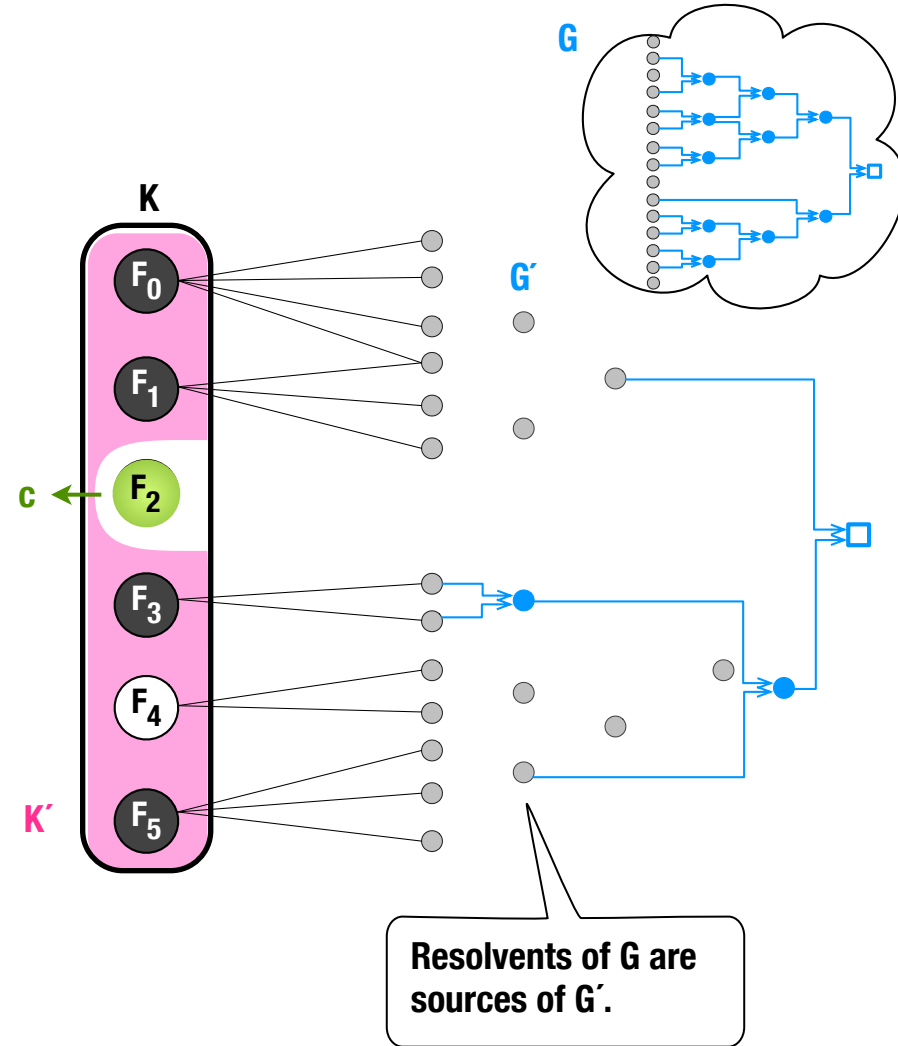 G
K
F0
G´
F1
c
F2
F3
F4
K´
F5
Resolvents of G are
sources of G´.